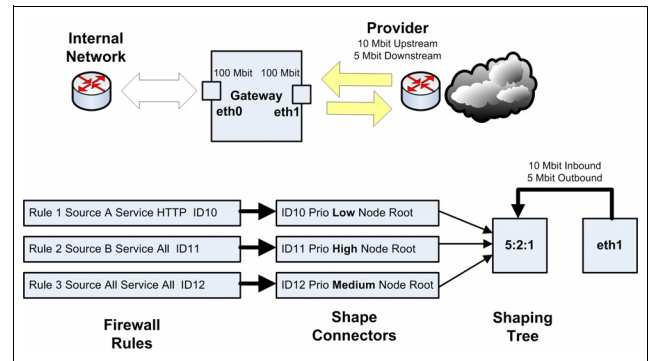 Internal
Network
Provider
10 Mbit Upstream
5 Mbit Downstream
100 Mbit 100 Mbit
Gateway
eth0 eth1
10 Mbit Inbound
5 Mbit Outbound
Rule 1 Source A Service HTTP ID10
ID10 Prio Low Node Root
Rule 2 Source B Service All ID11
ID11 Prio High Node Root
5:2:1
eth1
Rule 3 Source All Service All ID12
ID12 Prio Medium Node Root
Firewall
Rules
Shape
Connectors
Shaping
Tree